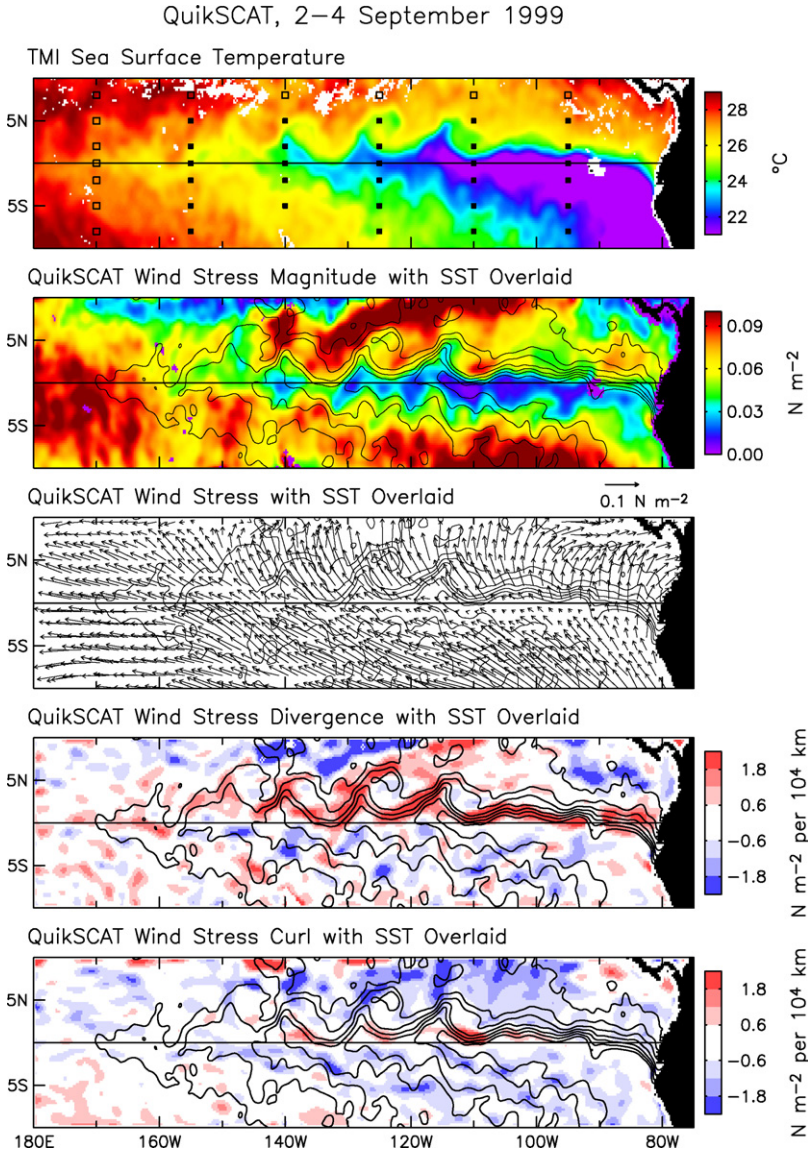 QuikSCAT, 2−4 September 1999
TMI Sea Surface Temperature
5N
5S
28
26
24
22
°C
QuikSCAT Wind Stress Magnitude with SST Overlaid
5N
5S
0.09
0.06
0.03
0.00
N m−2
QuikSCAT Wind Stress with SST Overlaid
0.1 N m−2
5N
5S
QuikSCAT Wind Stress Divergence with SST Overlaid
5N
5S
1.8
0.6
−0.6
−1.8
N m−2 per 10⁴ km
QuikSCAT Wind Stress Curl with SST Overlaid
5N
5S
1.8
0.6
−0.6
−1.8
N m−2 per 10⁴ km
180E 160W 140W 120W 100W 80W